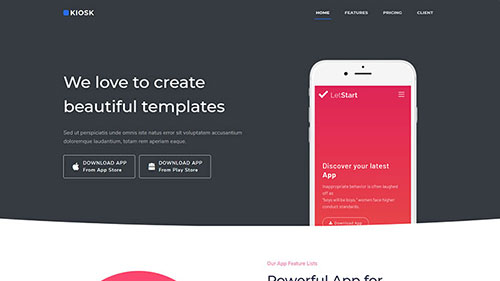 KIOSK
HOME FEATURES PRICING CLIENT
We love to create
beautiful templates
Sed ut perspiciatis unde omnis iste natus error sit voluptatem accusantium
doloremque laudantium, totam rem aperiam eaque.
DOWNLOAD APP
From App Store
DOWNLOAD APP
From Play Store
LetStart
Discover your latest
App
Inappropriate behavior is often laughed
off as
"boys will be boys," women face higher
conduct standards.
Download App
Our App Feature Lists
Powerful App for